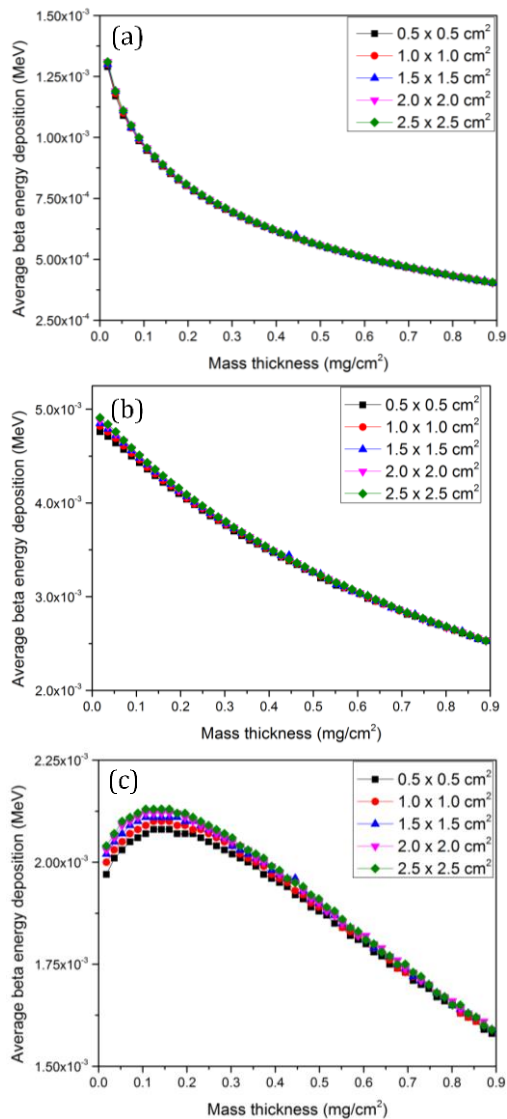 (a)
0.5 x 0.5 cm²
1.0 x 1.0 cm²
1.5 x 1.5 cm²
2.0 x 2.0 cm²
2.5 x 2.5 cm²
Average beta energy deposition (MeV)
1.50x10⁻³
1.25x10⁻³
1.00x10⁻³
7.50x10⁻⁴
5.00x10⁻⁴
2.50x10⁻⁴
0.0 0.1 0.2 0.3 0.4 0.5 0.6 0.7 0.8 0.9
Mass thickness (mg/cm²)
(b)
0.5 x 0.5 cm²
1.0 x 1.0 cm²
1.5 x 1.5 cm²
2.0 x 2.0 cm²
2.5 x 2.5 cm²
Average beta energy deposition (MeV)
5.0x10⁻³
4.0x10⁻³
3.0x10⁻³
2.0x10⁻³
0.0 0.1 0.2 0.3 0.4 0.5 0.6 0.7 0.8 0.9
Mass thickness (mg/cm²)
(c)
0.5 x 0.5 cm²
1.0 x 1.0 cm²
1.5 x 1.5 cm²
2.0 x 2.0 cm²
2.5 x 2.5 cm²
Average beta energy deposition (MeV)
2.25x10⁻³
2.00x10⁻³
1.75x10⁻³
1.50x10⁻³
0.0 0.1 0.2 0.3 0.4 0.5 0.6 0.7 0.8 0.9
Mass thickness (mg/cm²)